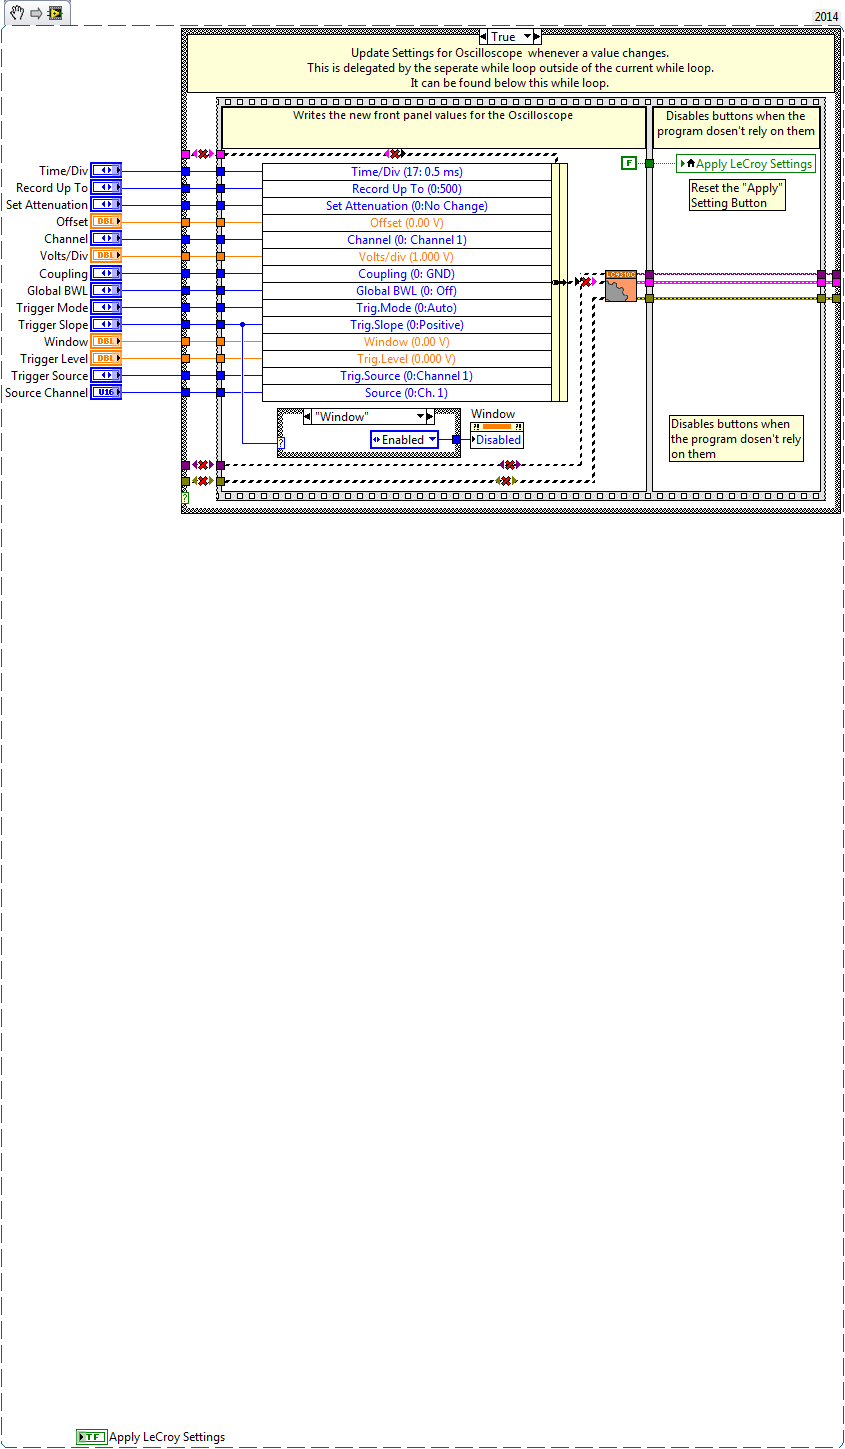 2014
True
Update Settings for Oscilloscope whenever a value changes.
This is delegated by the seperate while loop outside of the current while loop.
It can be found below this while loop.
Writes the new front panel values for the Oscilloscope
Disables buttons when the
program dosen't rely on them
F
Apply LeCroy Settings
Reset the "Apply"
Setting Button
Time/Div
Record Up To
Set Attenuation
Offset
DBL
Channel
Volts/Div
DBL
Coupling
Global BWL
Trigger Mode
Trigger Slope
Window
DBL
Trigger Level
DBL
Trigger Source
Source Channel
U16
Time/Div (17: 0.5 ms)
Record Up To (0:500)
Set Attenuation (0:No Change)
Offset (0.00 V)
Channel (0: Channel 1)
Volts/div (1.000 V)
Coupling (0: GND)
Global BWL (0: Off)
Trig.Mode (0:Auto)
Trig.Slope (0:Positive)
Window (0.00 V)
Trig.Level (0.000 V)
Trig.Source (0:Channel 1)
Source (0:Ch. 1)
"Window"
Enabled
Window
?!
?!
Disabled
?
?
Disables buttons when
the program dosen't rely
on them
TF
Apply LeCroy Settings